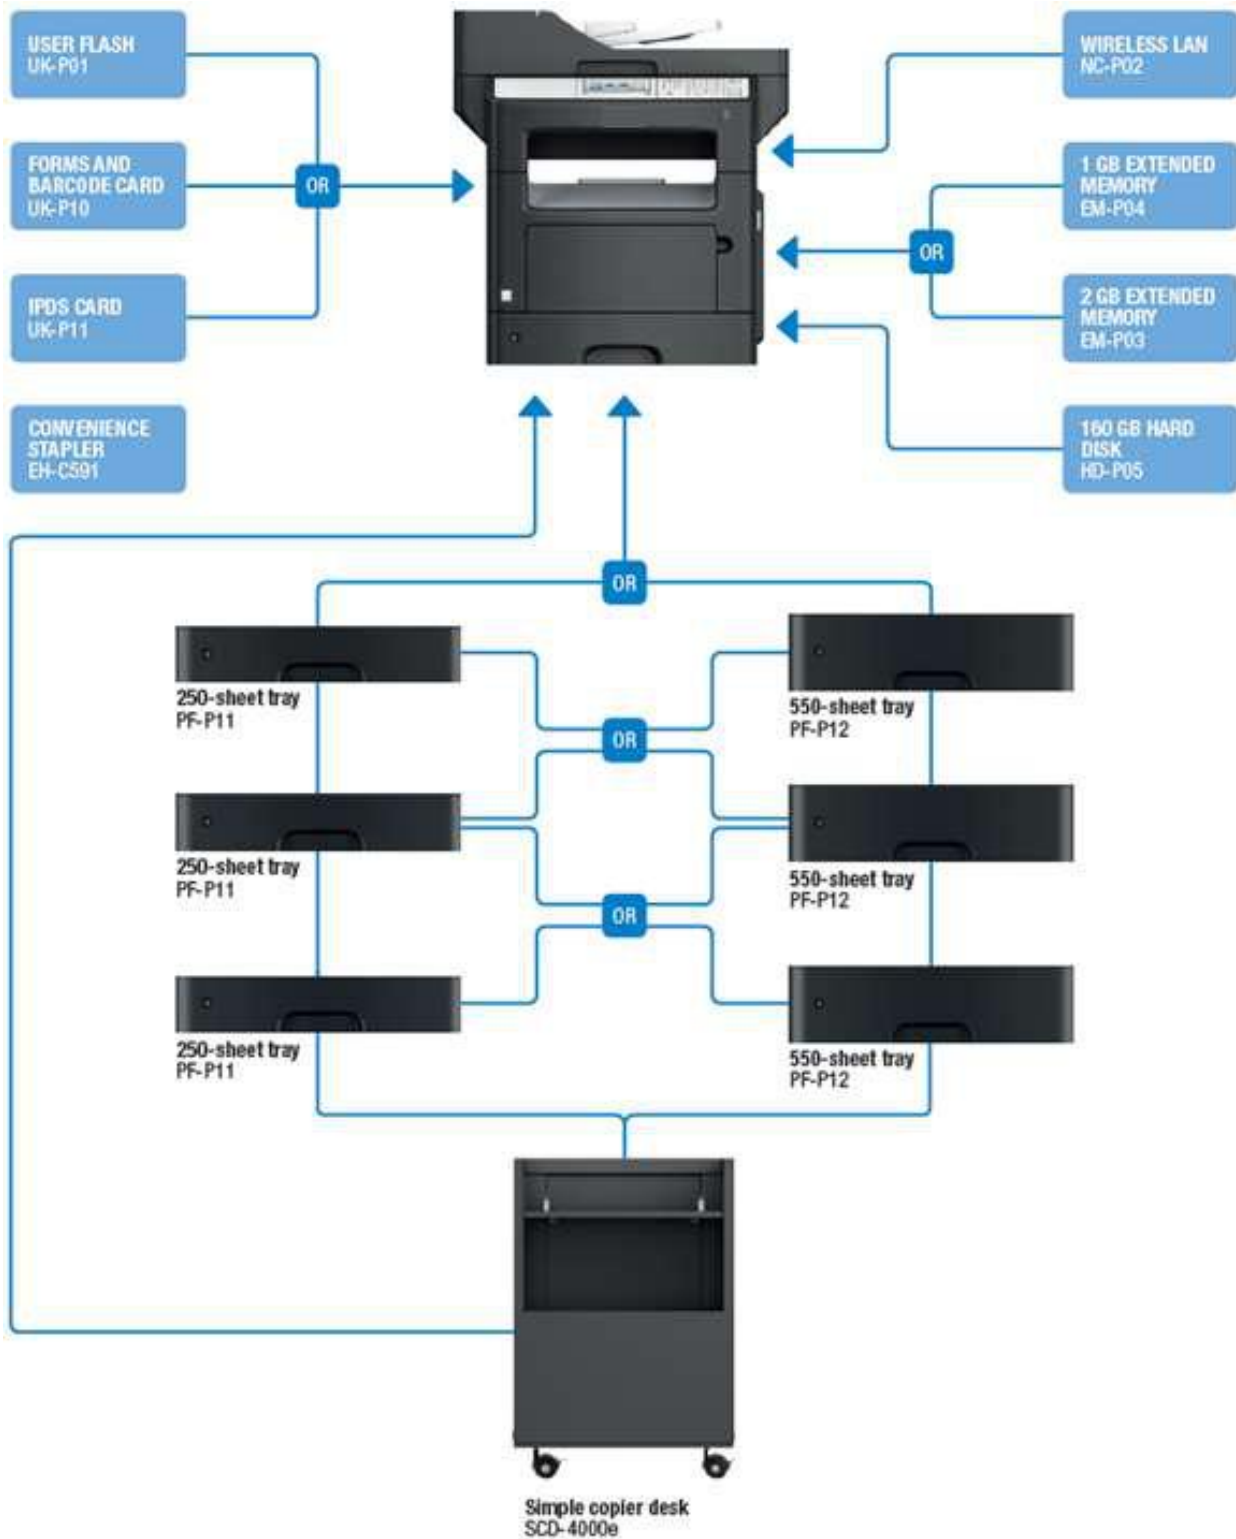 USER FLASH
UK-P01
WIRELESS LAN
NC-P02
FORMS AND
BARCODE CARD
UK-P10
OR
1 GB EXTENDED
MEMORY
EM-P04
OR
IPDS CARD
UK-P11
2 GB EXTENDED
MEMORY
EM-P03
CONVENIENCE
STAPLER
EH-C591
160 GB HARD
DISK
HD-P05
OR
250-sheet tray
PF-P11
550-sheet tray
PF-P12
OR
250-sheet tray
PF-P11
550-sheet tray
PF-P12
OR
250-sheet tray
PF-P11
550-sheet tray
PF-P12
Simple copier desk
SCD-4000e